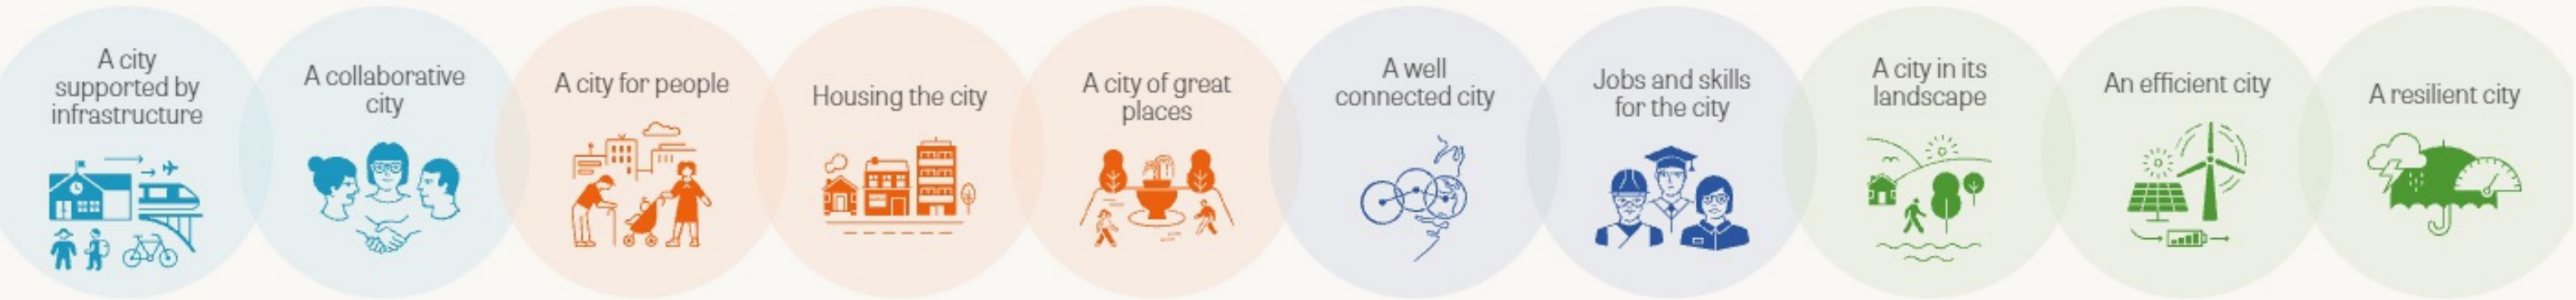 A city
supported by
infrastructure
A collaborative
city
A city for people
Housing the city
A city of great
places
A well
connected city
Jobs and skills
for the city
A city in its
landscape
An efficient city
A resilient city